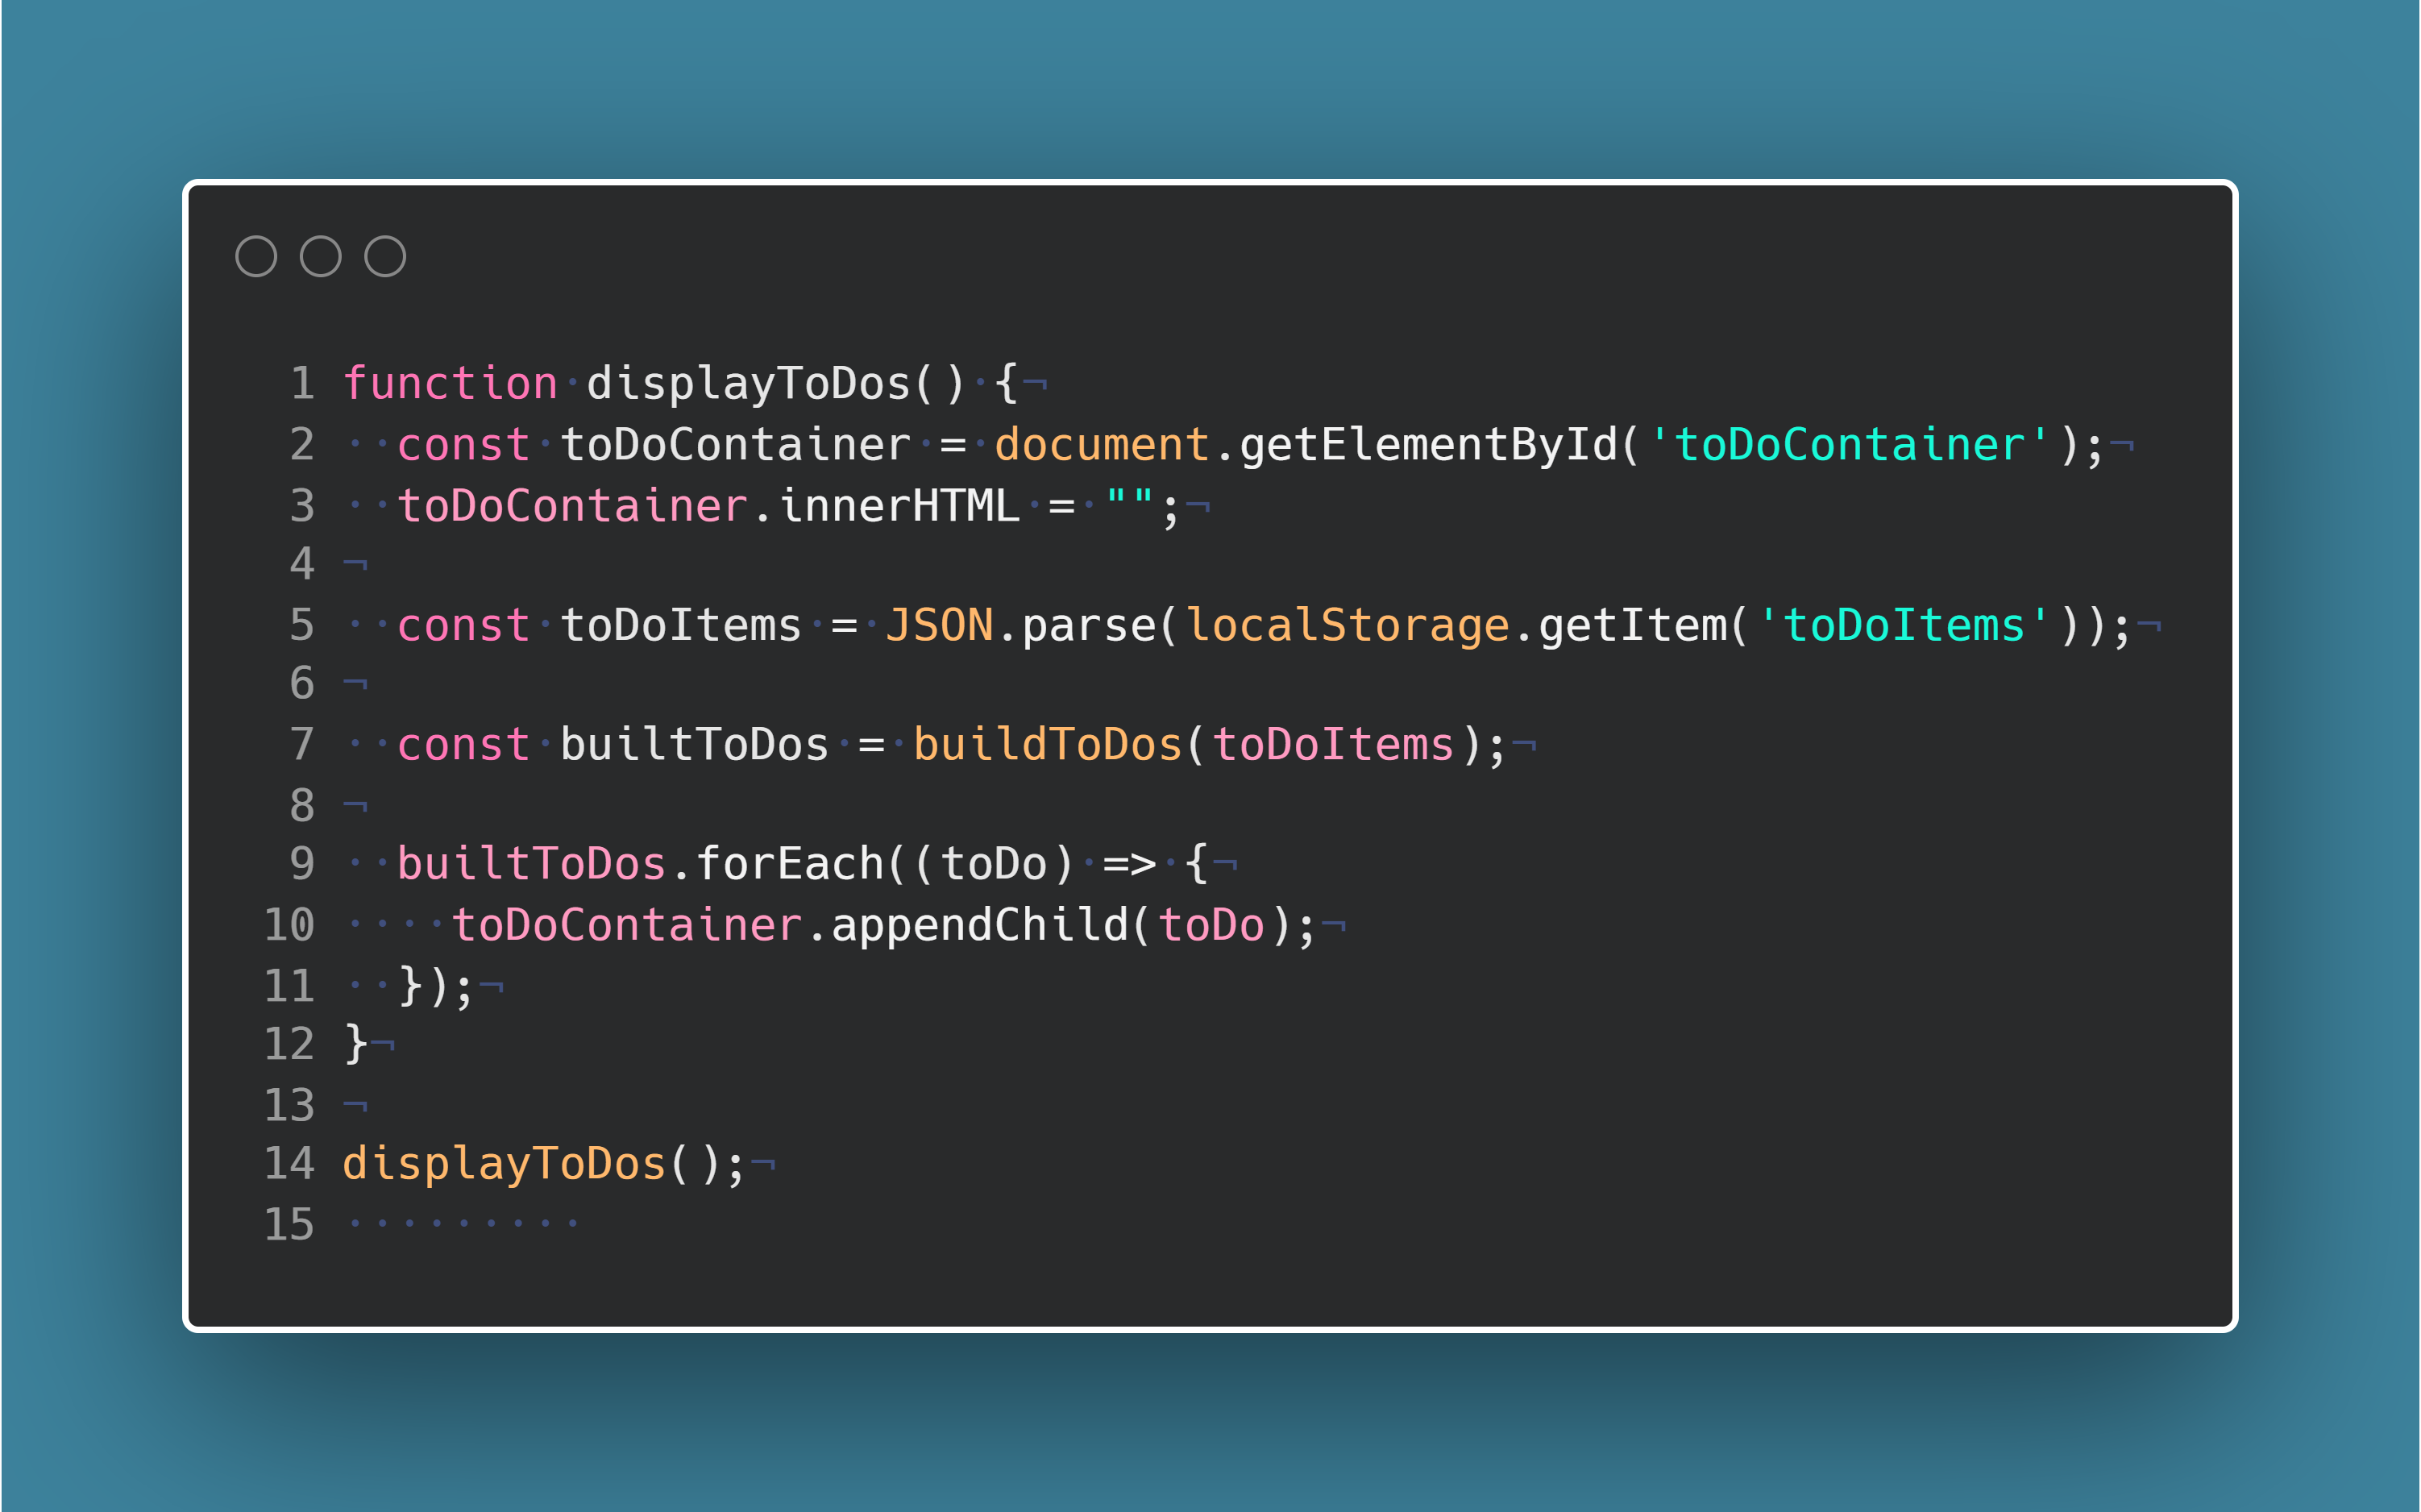 1 function·displayToDos()·{¬
2 ··const·toDoContainer·=·document.getElementById('toDoContainer');¬
3 ··toDoContainer.innerHTML·=·"";¬
4 ¬
5 ··const·toDoItems·=·JSON.parse(localStorage.getItem('toDoItems'));¬
6 ¬
7 ··const·builtToDos·=·buildToDos(toDoItems);¬
8 ¬
9 ··builtToDos.forEach((toDo)·=>·{¬
10 ····toDoContainer.appendChild(toDo);¬
11 ··});¬
12 }¬
13 ¬
14 displayToDos();¬
15 ·········